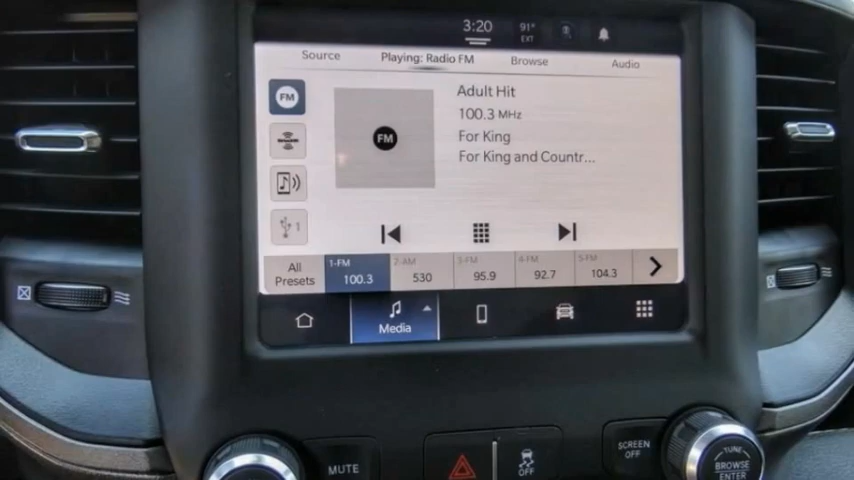 3:20
91°
EXT
Source
Playing: Radio FM
Browse
Audio
FM
FM
Adult Hit
100.3 MHz
For King
For King and Countr...
1
All
Presets
1-FM
100.3
2-AM
530
3-FM
95.9
4-FM
92.7
5-FM
104.3
Media
MUTE
OFF
SCREEN
OFF
TUNE
BROWSE
ENTER